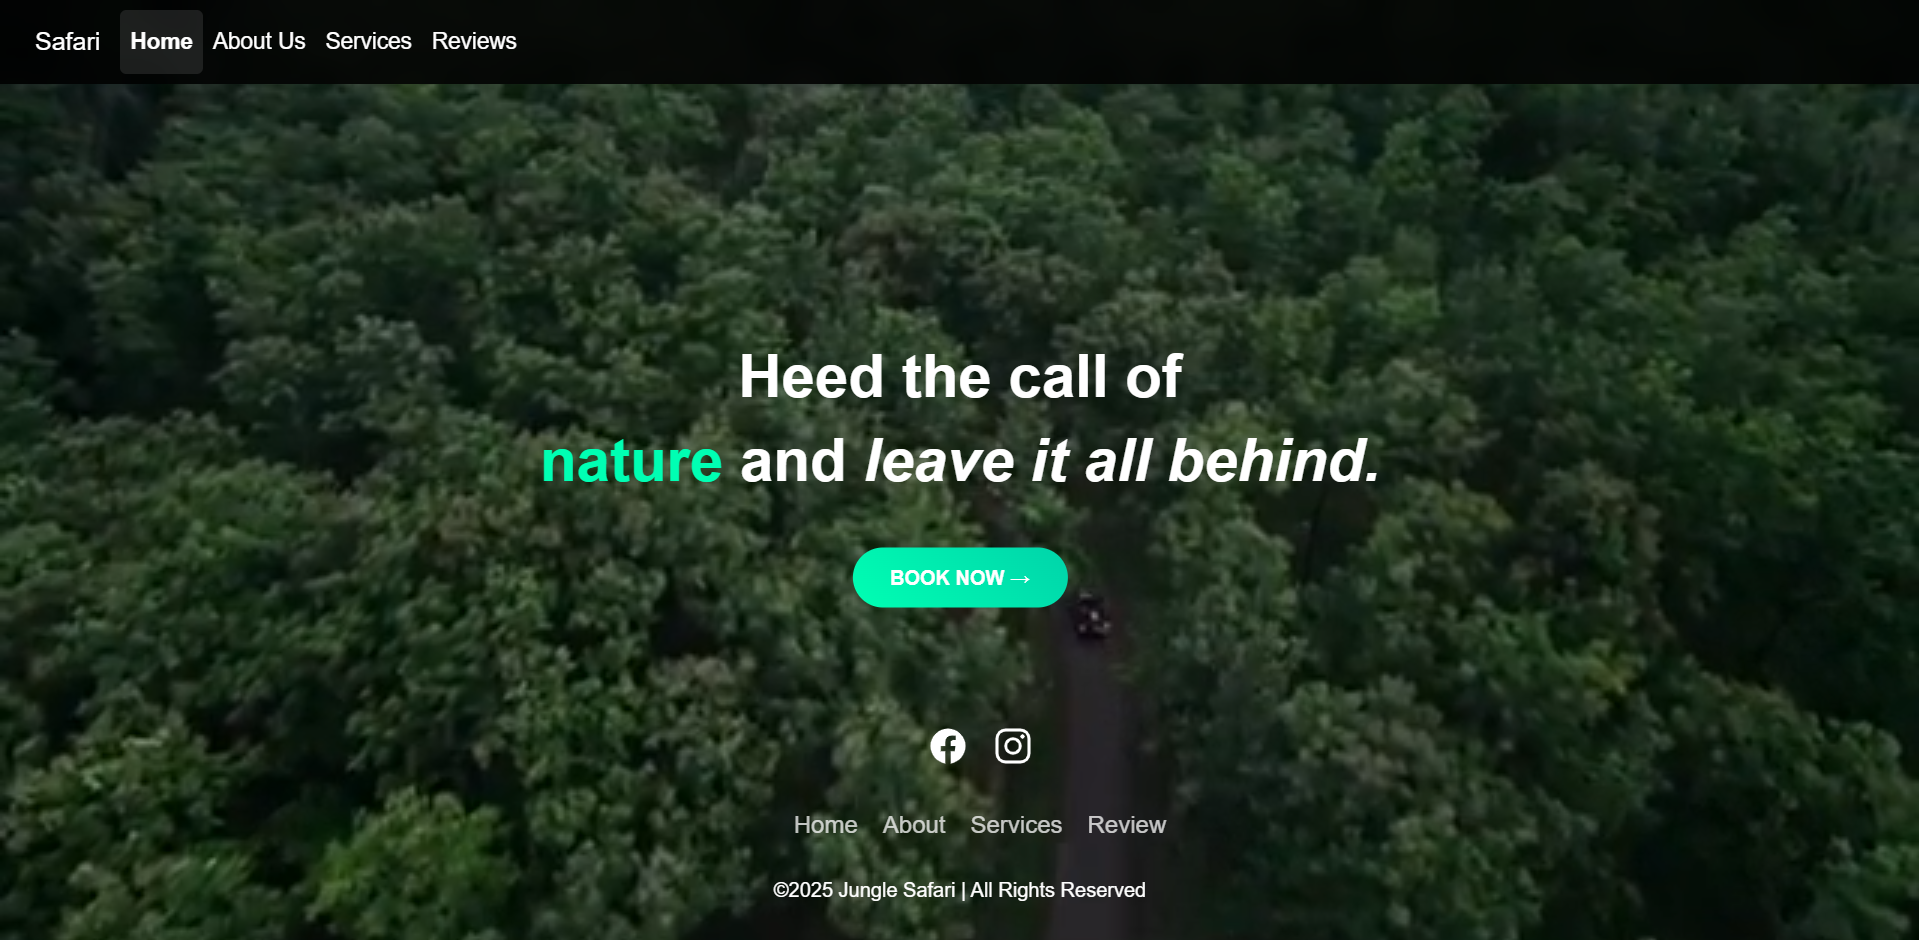 Safari Home About Us Services Reviews
Heed the call of
nature and leave it all behind.
BOOK NOW →
Home About Services Review
©2025 Jungle Safari | All Rights Reserved